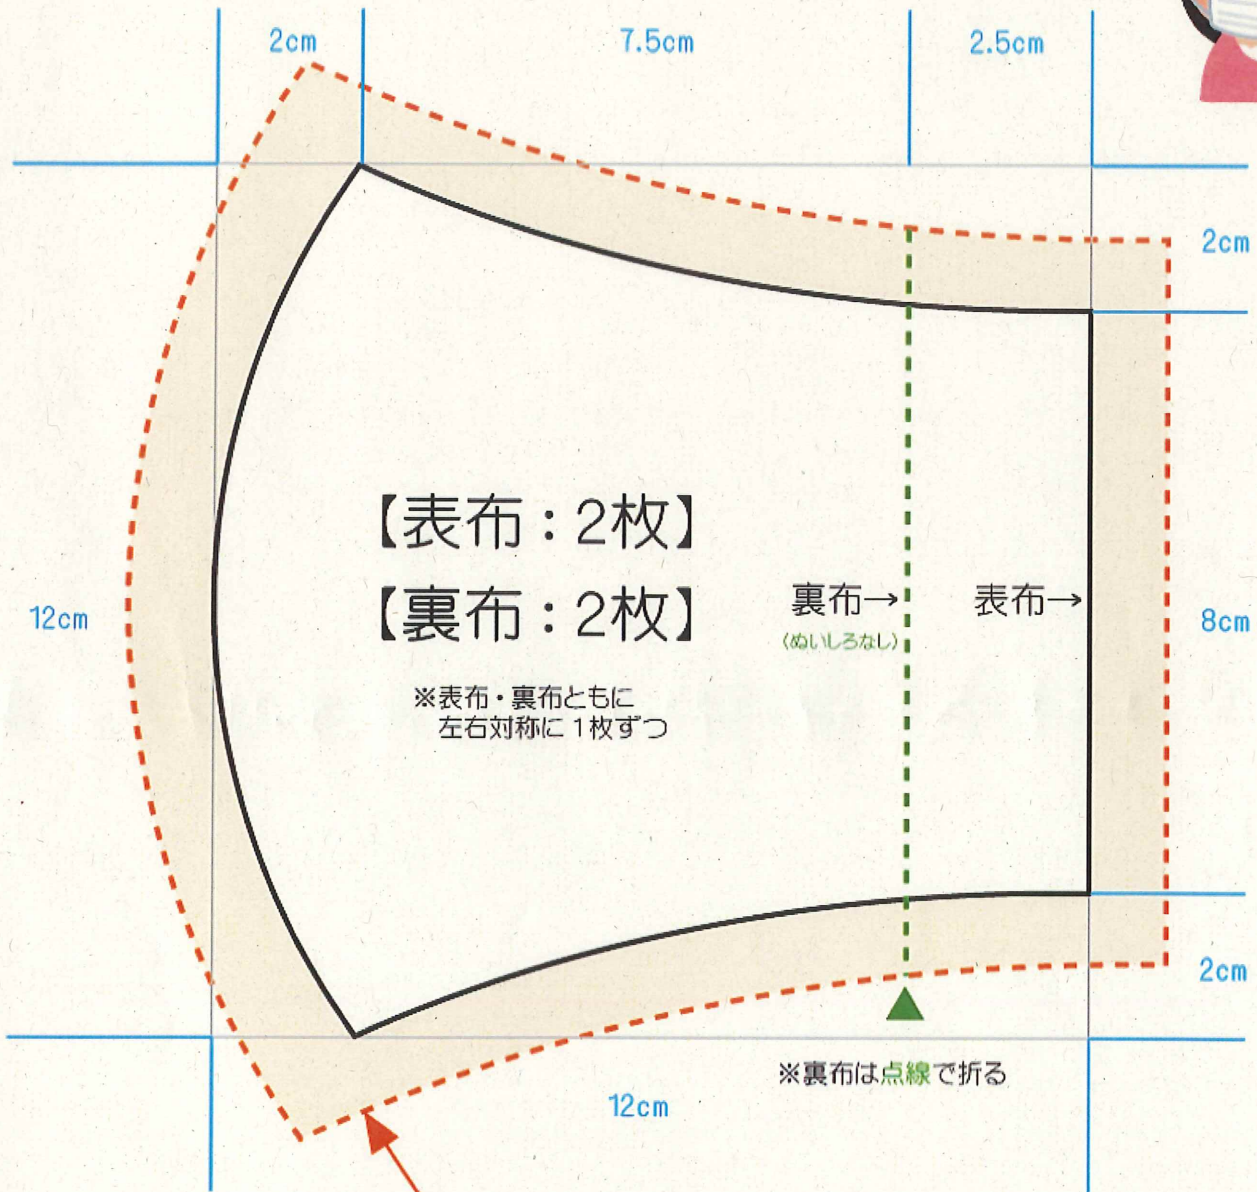 2cm
7.5cm
2.5cm
2cm
【表布：2枚】
【裏布：2枚】
裏布→
(ぬいしろなし)
表布→
12cm
8cm
※表布・裏布ともに
左右対称に1枚ずつ
2cm
※裏布は点線で折る
12cm